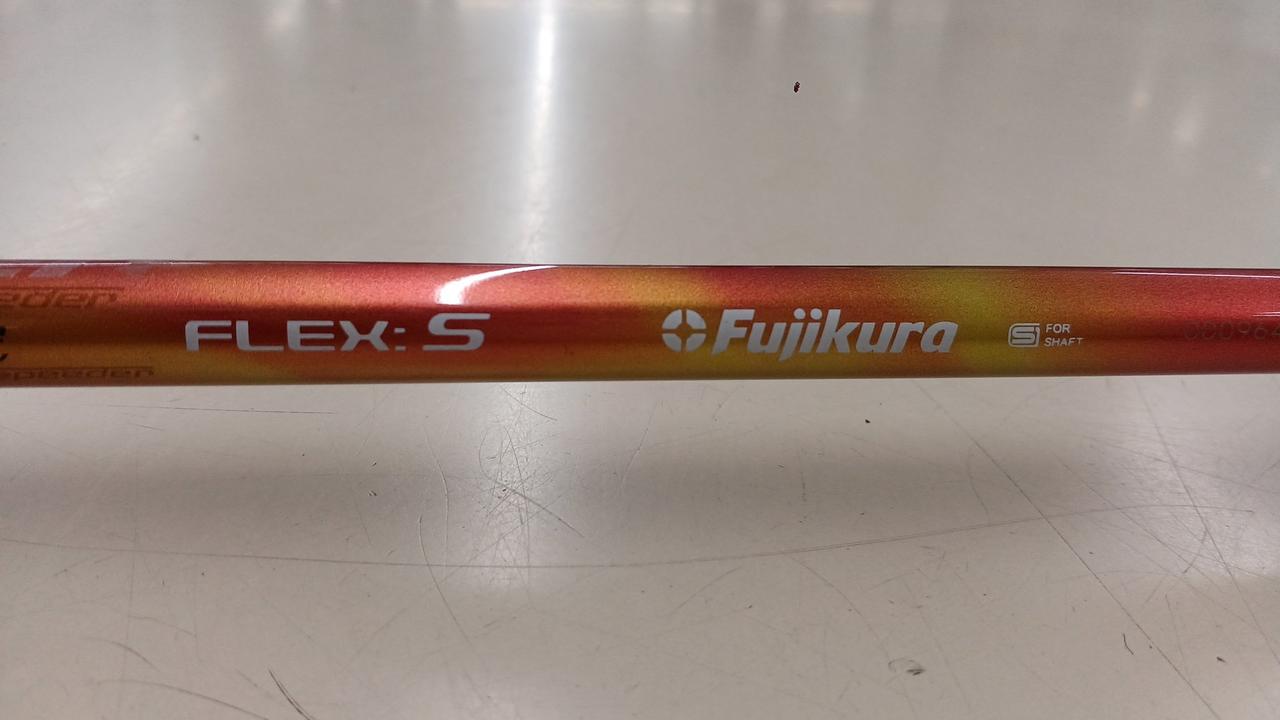 FLEX: S
Fujikura
S FOR
SHAFT